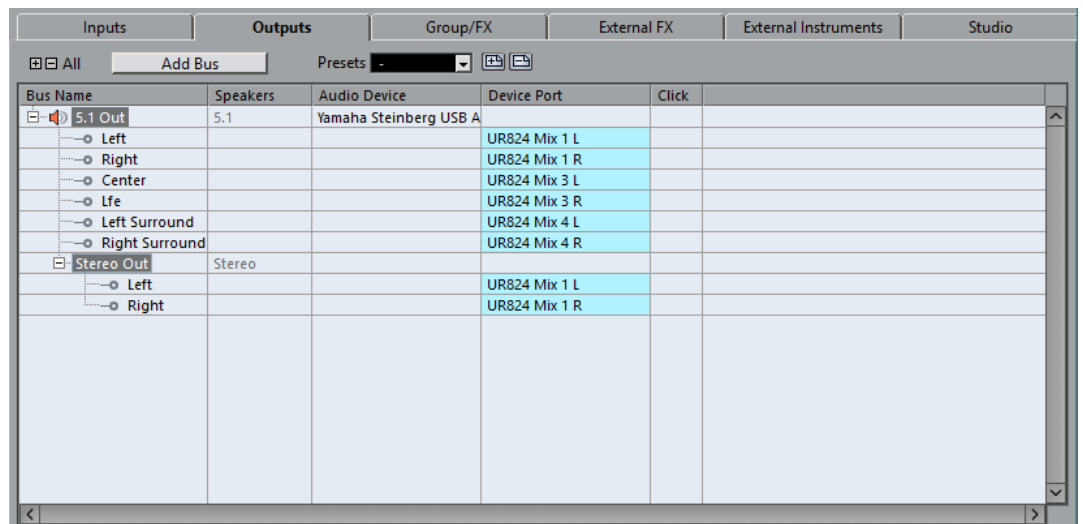 Inputs Outputs Group/FX External FX External Instruments Studio
All Add Bus Presets -
Bus Name Speakers Audio Device Device Port Click
5.1 Out 5.1 Yamaha Steinberg USB A
Left UR824 Mix 1 L
Right UR824 Mix 1 R
Center UR824 Mix 3 L
Lfe UR824 Mix 3 R
Left Surround UR824 Mix 4 L
Right Surround UR824 Mix 4 R
Stereo Out Stereo
Left UR824 Mix 1 L
Right UR824 Mix 1 R